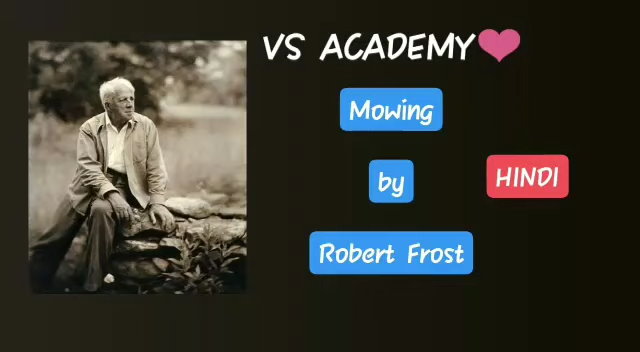 VS ACADEMY
Mowing
by
HINDI
Robert Frost